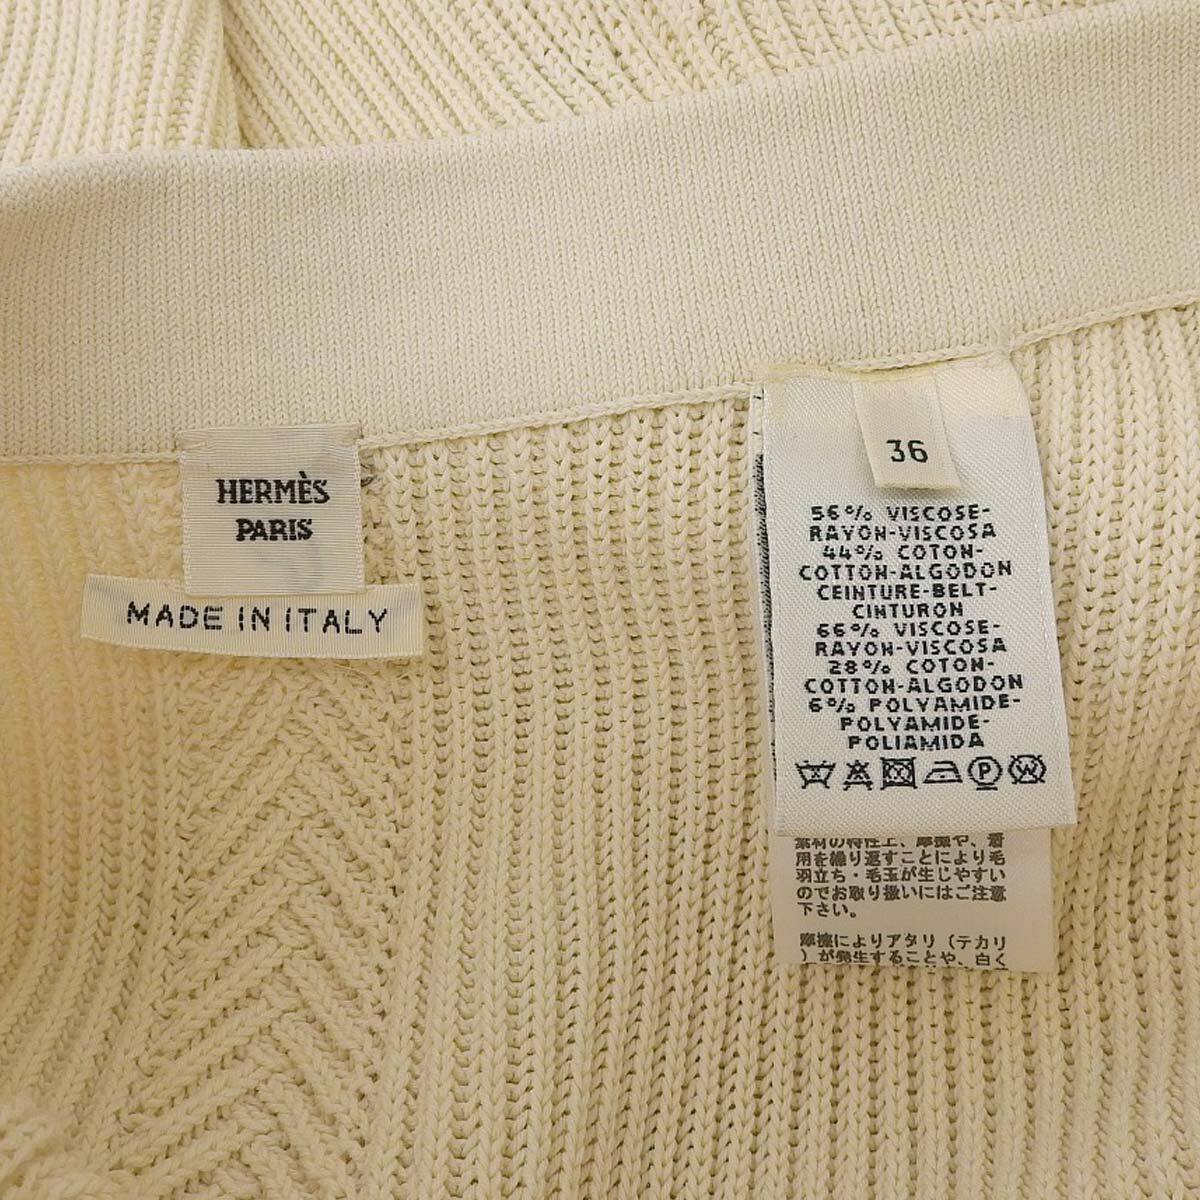 HERMÈS
PARIS
MADE IN ITALY
36
56% VISCOSE-
RAYON-VISCOSA
44% COTON-
COTTON-ALGODON
CEINTURE-BELT-
CINTURON
66% VISCOSE-
RAYON-VISCOSA
28% COTON-
COTTON-ALGODON
6% POLYAMIDE-
POLYAMIDE-
POLIAMIDA
P
W
素材の特性上、摩擦や、着
用を繰り返すことにより毛
羽立ち・毛玉が生じやすい
のでお取り扱いにはご注意
下さい。
摩擦によりアタリ（テカリ
）が発生することや、白く